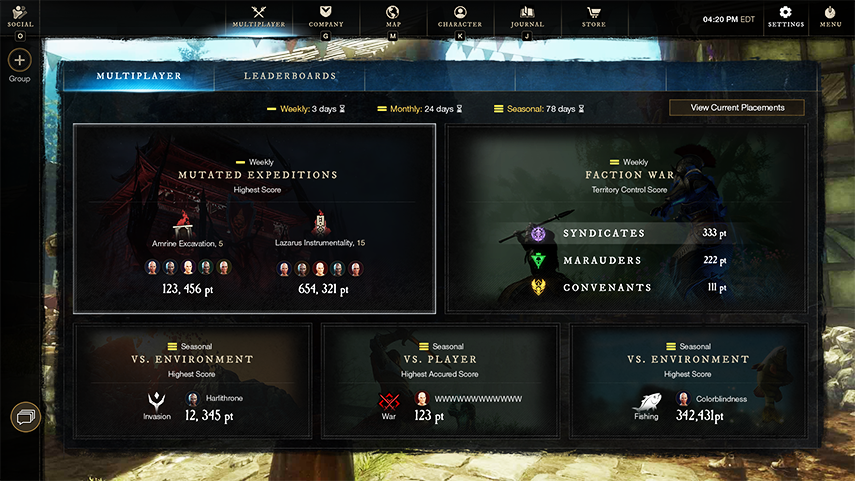 SOCIAL
O
MULTIPLAYER
COMPANY
G
MAP
M
CHARACTER
K
JOURNAL
J
STORE
04:20 PM EDT
SETTINGS
MENU
Group
MULTIPLAYER
LEADERBOARDS
Weekly: 3 days
Monthly: 24 days
Seasonal: 78 days
View Current Placements
Weekly
MUTATED EXPEDITIONS
Highest Score
Amrine Excavation, 5
123, 456 pt
Lazarus Instrumentality, 15
654, 321 pt
Weekly
FACTION WAR
Territory Control Score
SYNDICATES 333 pt
MARAUDERS 222 pt
CONVENANTS 111 pt
Seasonal
VS. ENVIRONMENT
Highest Score
Invasion
Harlithrone
12, 345 pt
Seasonal
VS. PLAYER
Highest Accured Score
War
WWWWWWWWWWWW
123 pt
Seasonal
VS. ENVIRONMENT
Highest Score
Fishing
Colorblindness
342,431pt